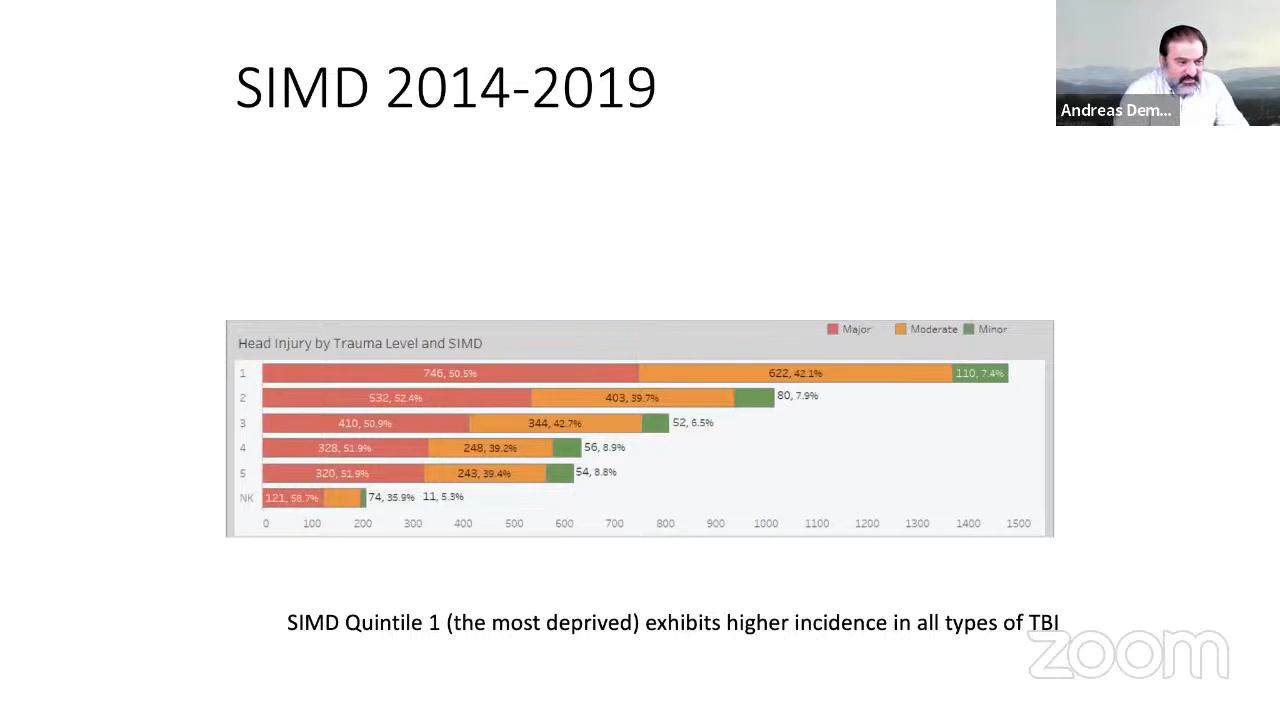 SIMD 2014-2019
Andreas Dem...
Major Moderate Minor
Head Injury by Trauma Level and SIMD
1 746, 50.5% 622, 42.1% 110, 7.4%
2 532, 52.4% 403, 39.7% 80, 7.9%
3 410, 50.9% 344, 42.7% 52, 6.5%
4 328, 51.9% 248, 39.2% 56, 8.9%
5 320, 51.9% 243, 39.4% 54, 8.8%
NK 121, 58.7% 74, 35.9% 11, 5.3%
0 100 200 300 400 500 600 700 800 900 1000 1100 1200 1300 1400 1500
SIMD Quintile 1 (the most deprived) exhibits higher incidence in all types of TBI
zoom